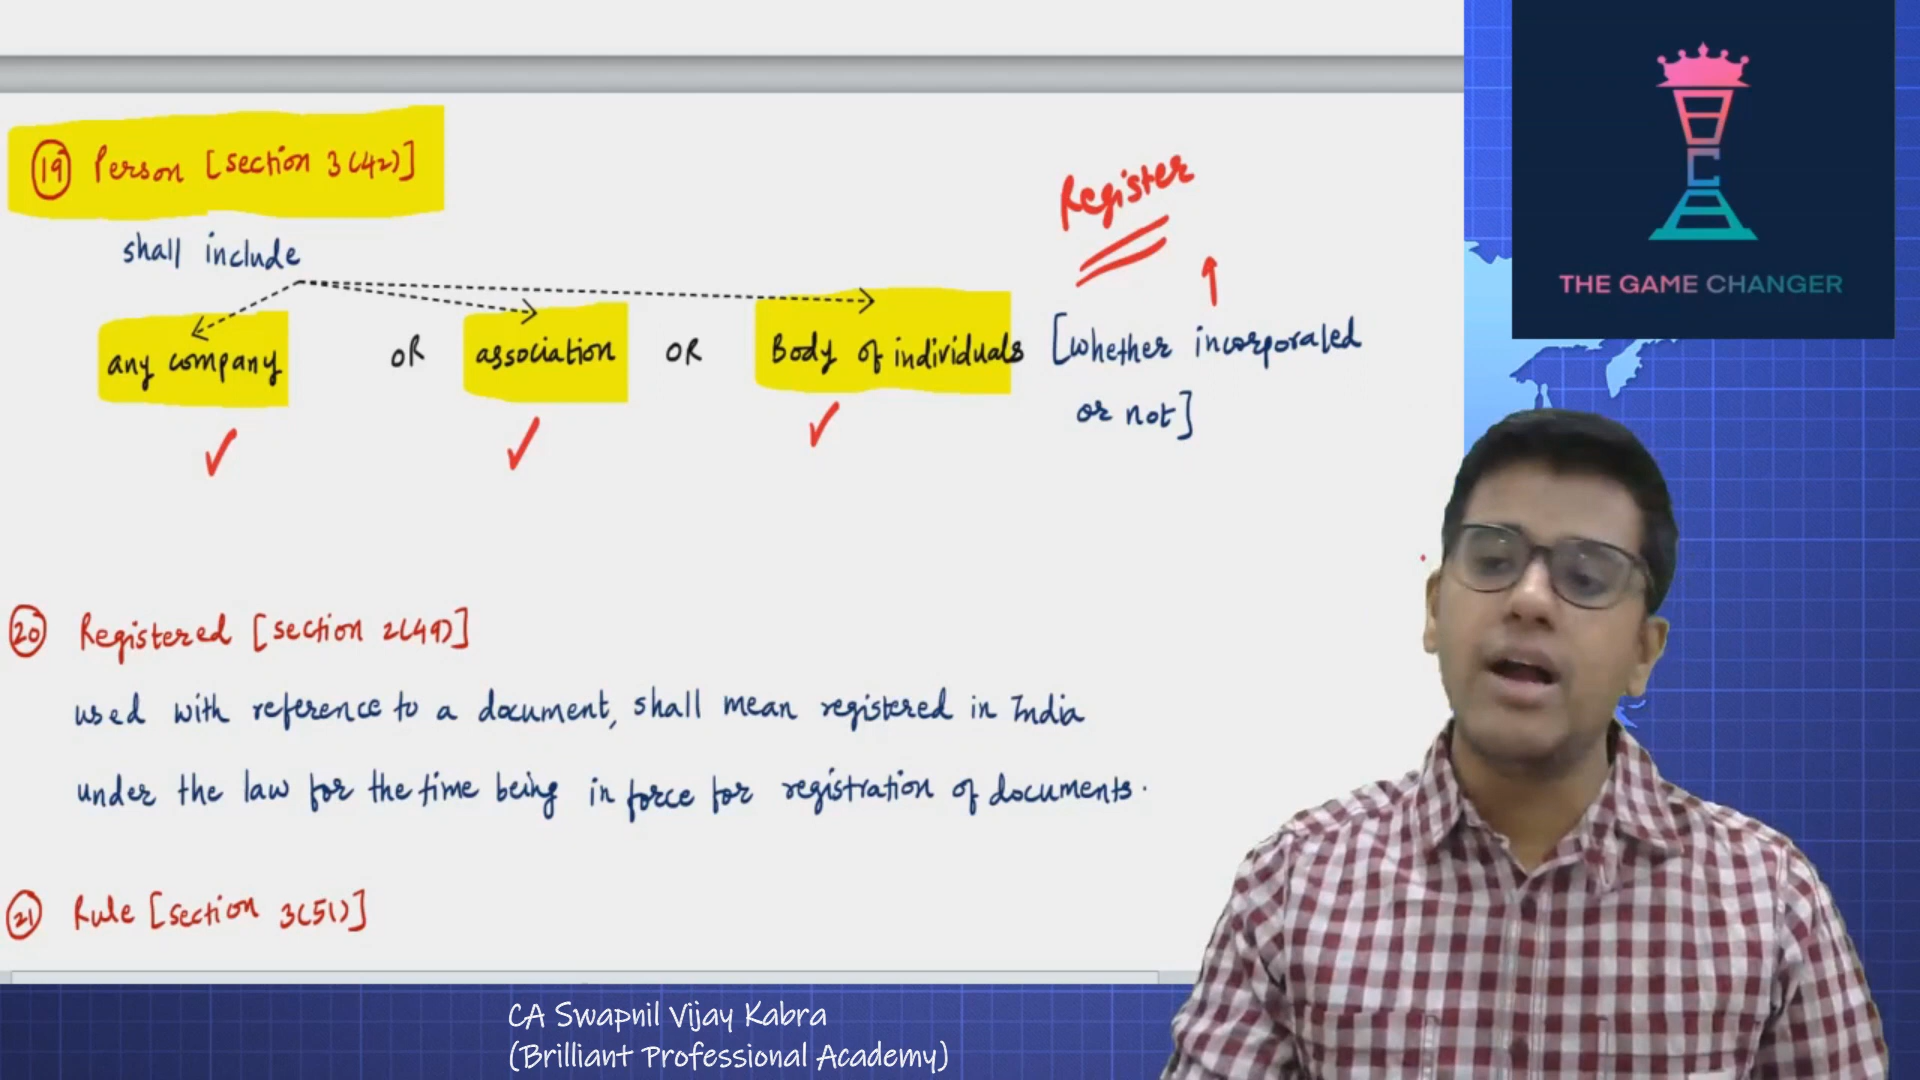 19 Person [section 3(42)]
shall include
Register
any company OR association OR Body of individuals [whether incorporated
or not]
20 Registered [section 2(49)]
used with reference to a document, shall mean registered in India
under the law for the time being in force for registration of documents.
21 Rule [section 3(51)]
THE GAME CHANGER
CA Swapnil Vijay Kabra
(Brilliant Professional Academy)